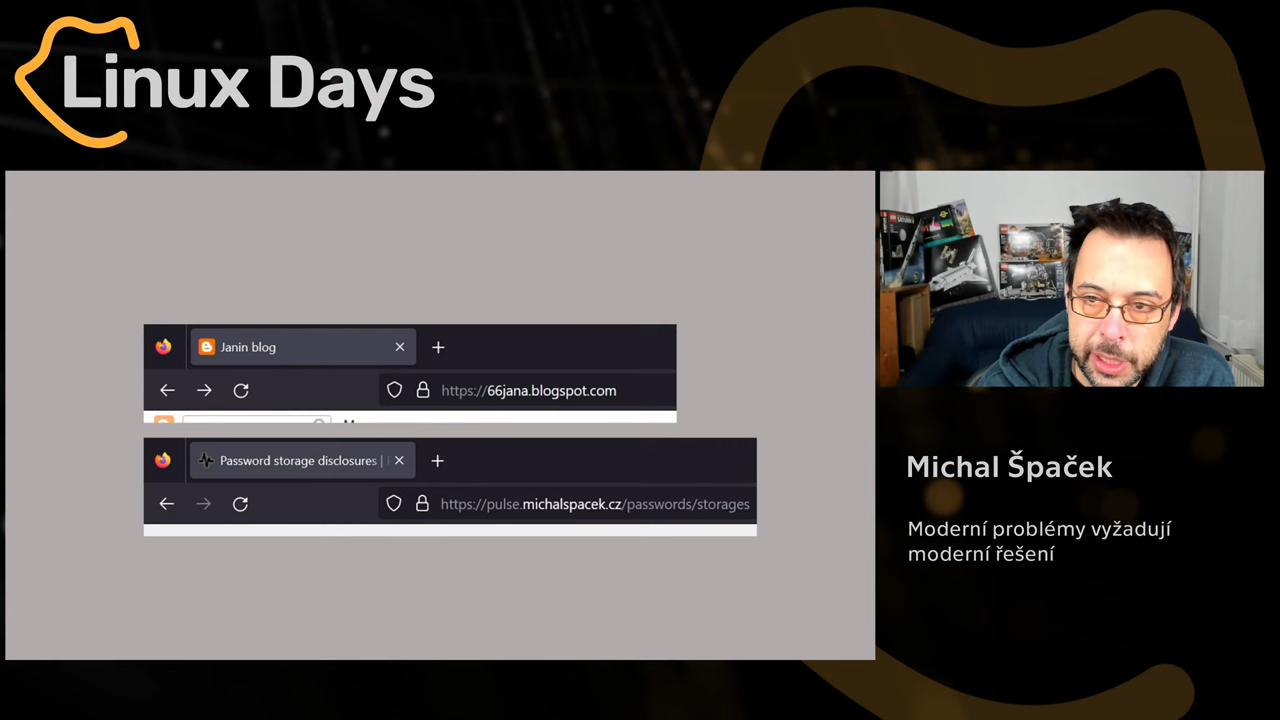 Linux Days
Janin blog
https://66jana.blogspot.com
Password storage disclosures |
https://pulse.michalspacek.cz/passwords/storages
Michal Špaček
Moderní problémy vyžadují
moderní řešení